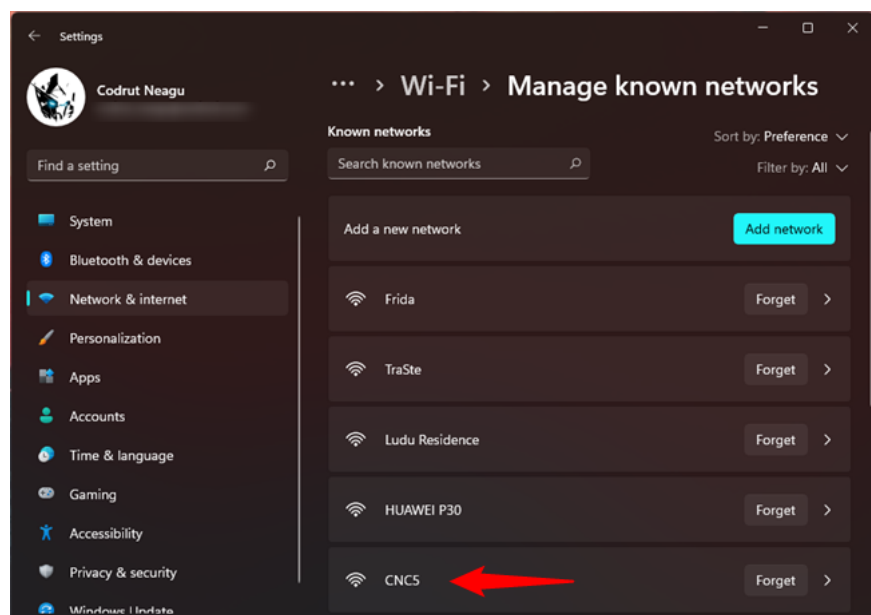 Settings
Codrut Neagu
Find a setting
System
Bluetooth & devices
Network & internet
Personalization
Apps
Accounts
Time & language
Gaming
Accessibility
Privacy & security
Windows Update
... > Wi-Fi > Manage known networks
Known networks
Sort by: Preference
Search known networks
Filter by: All
Add a new network
Add network
Frida
Forget
TraSte
Forget
Ludu Residence
Forget
HUAWEI P30
Forget
CNC5
Forget